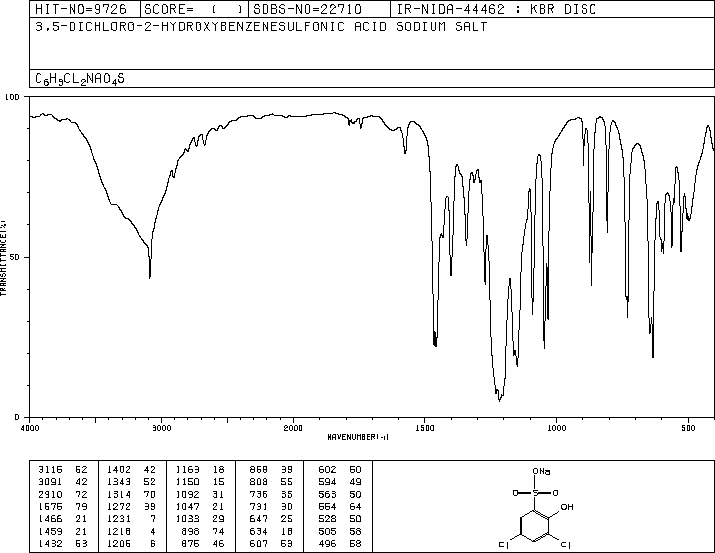 HIT-NO=9726 SCORE= ( ) SDBS-NO=22710 IR-NIDA-44462 : KBR DISC
3,5-DICHLORO-2-HYDROXYBENZENESULFONIC ACID SODIUM SALT
C6H3CL2NAO4S
100
50
0
TRANSMITTANCE(%)
4000 3000 2000 1500 1000 500
WAVENUMBER(-1)
3115 62 1402 42 1163 18 868 39 602 50
3091 42 1343 52 1150 15 808 55 594 49
2910 72 1314 70 1092 31 736 35 563 50
1575 79 1272 39 1047 21 731 30 554 64
1466 21 1231 7 1033 29 647 25 528 50
1459 21 1218 4 898 74 634 18 505 58
1432 53 1205 6 875 46 607 53 496 58
ONa
O S O
OH
Cl Cl